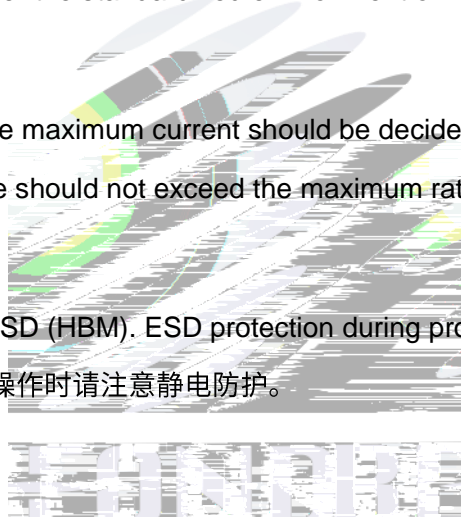 e maximum current should be decide
e should not exceed the maximum rat
SD (HBM). ESD protection during pro
操作时请注意静电防护。